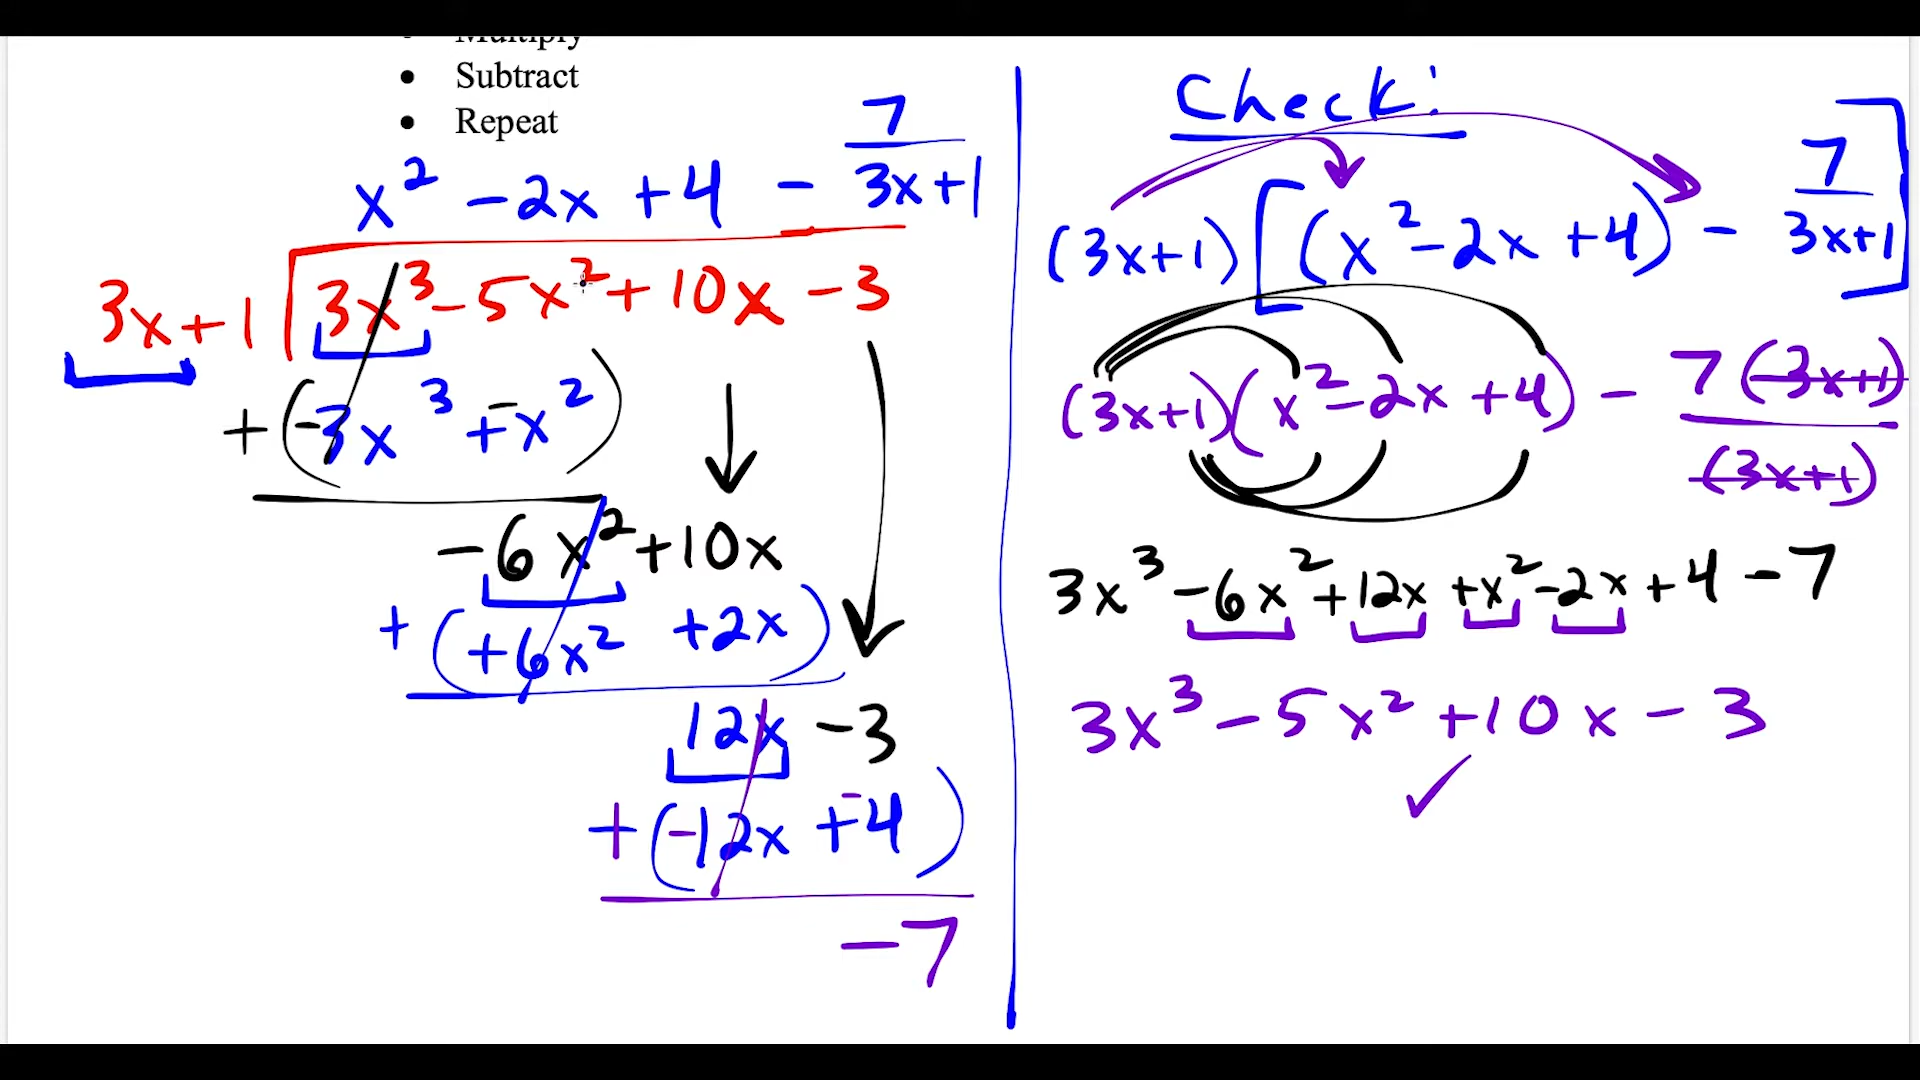 Multiply
• Subtract
• Repeat
x² - 2x + 4 - 7/(3x+1)
3x+1 3x³ - 5x² + 10x - 3
+ (-3x³ + - x²)
-6x² + 10x
+ (+6x² + 2x)
12x - 3
+ (-12x + - 4)
-7
Check:
(3x+1) [(x² - 2x + 4) - 7/(3x+1)]
(3x+1)(x² - 2x + 4) - 7(3x+1)/(3x+1)
3x³ - 6x² + 12x + x² - 2x + 4 - 7
3x³ - 5x² + 10x - 3 ✓